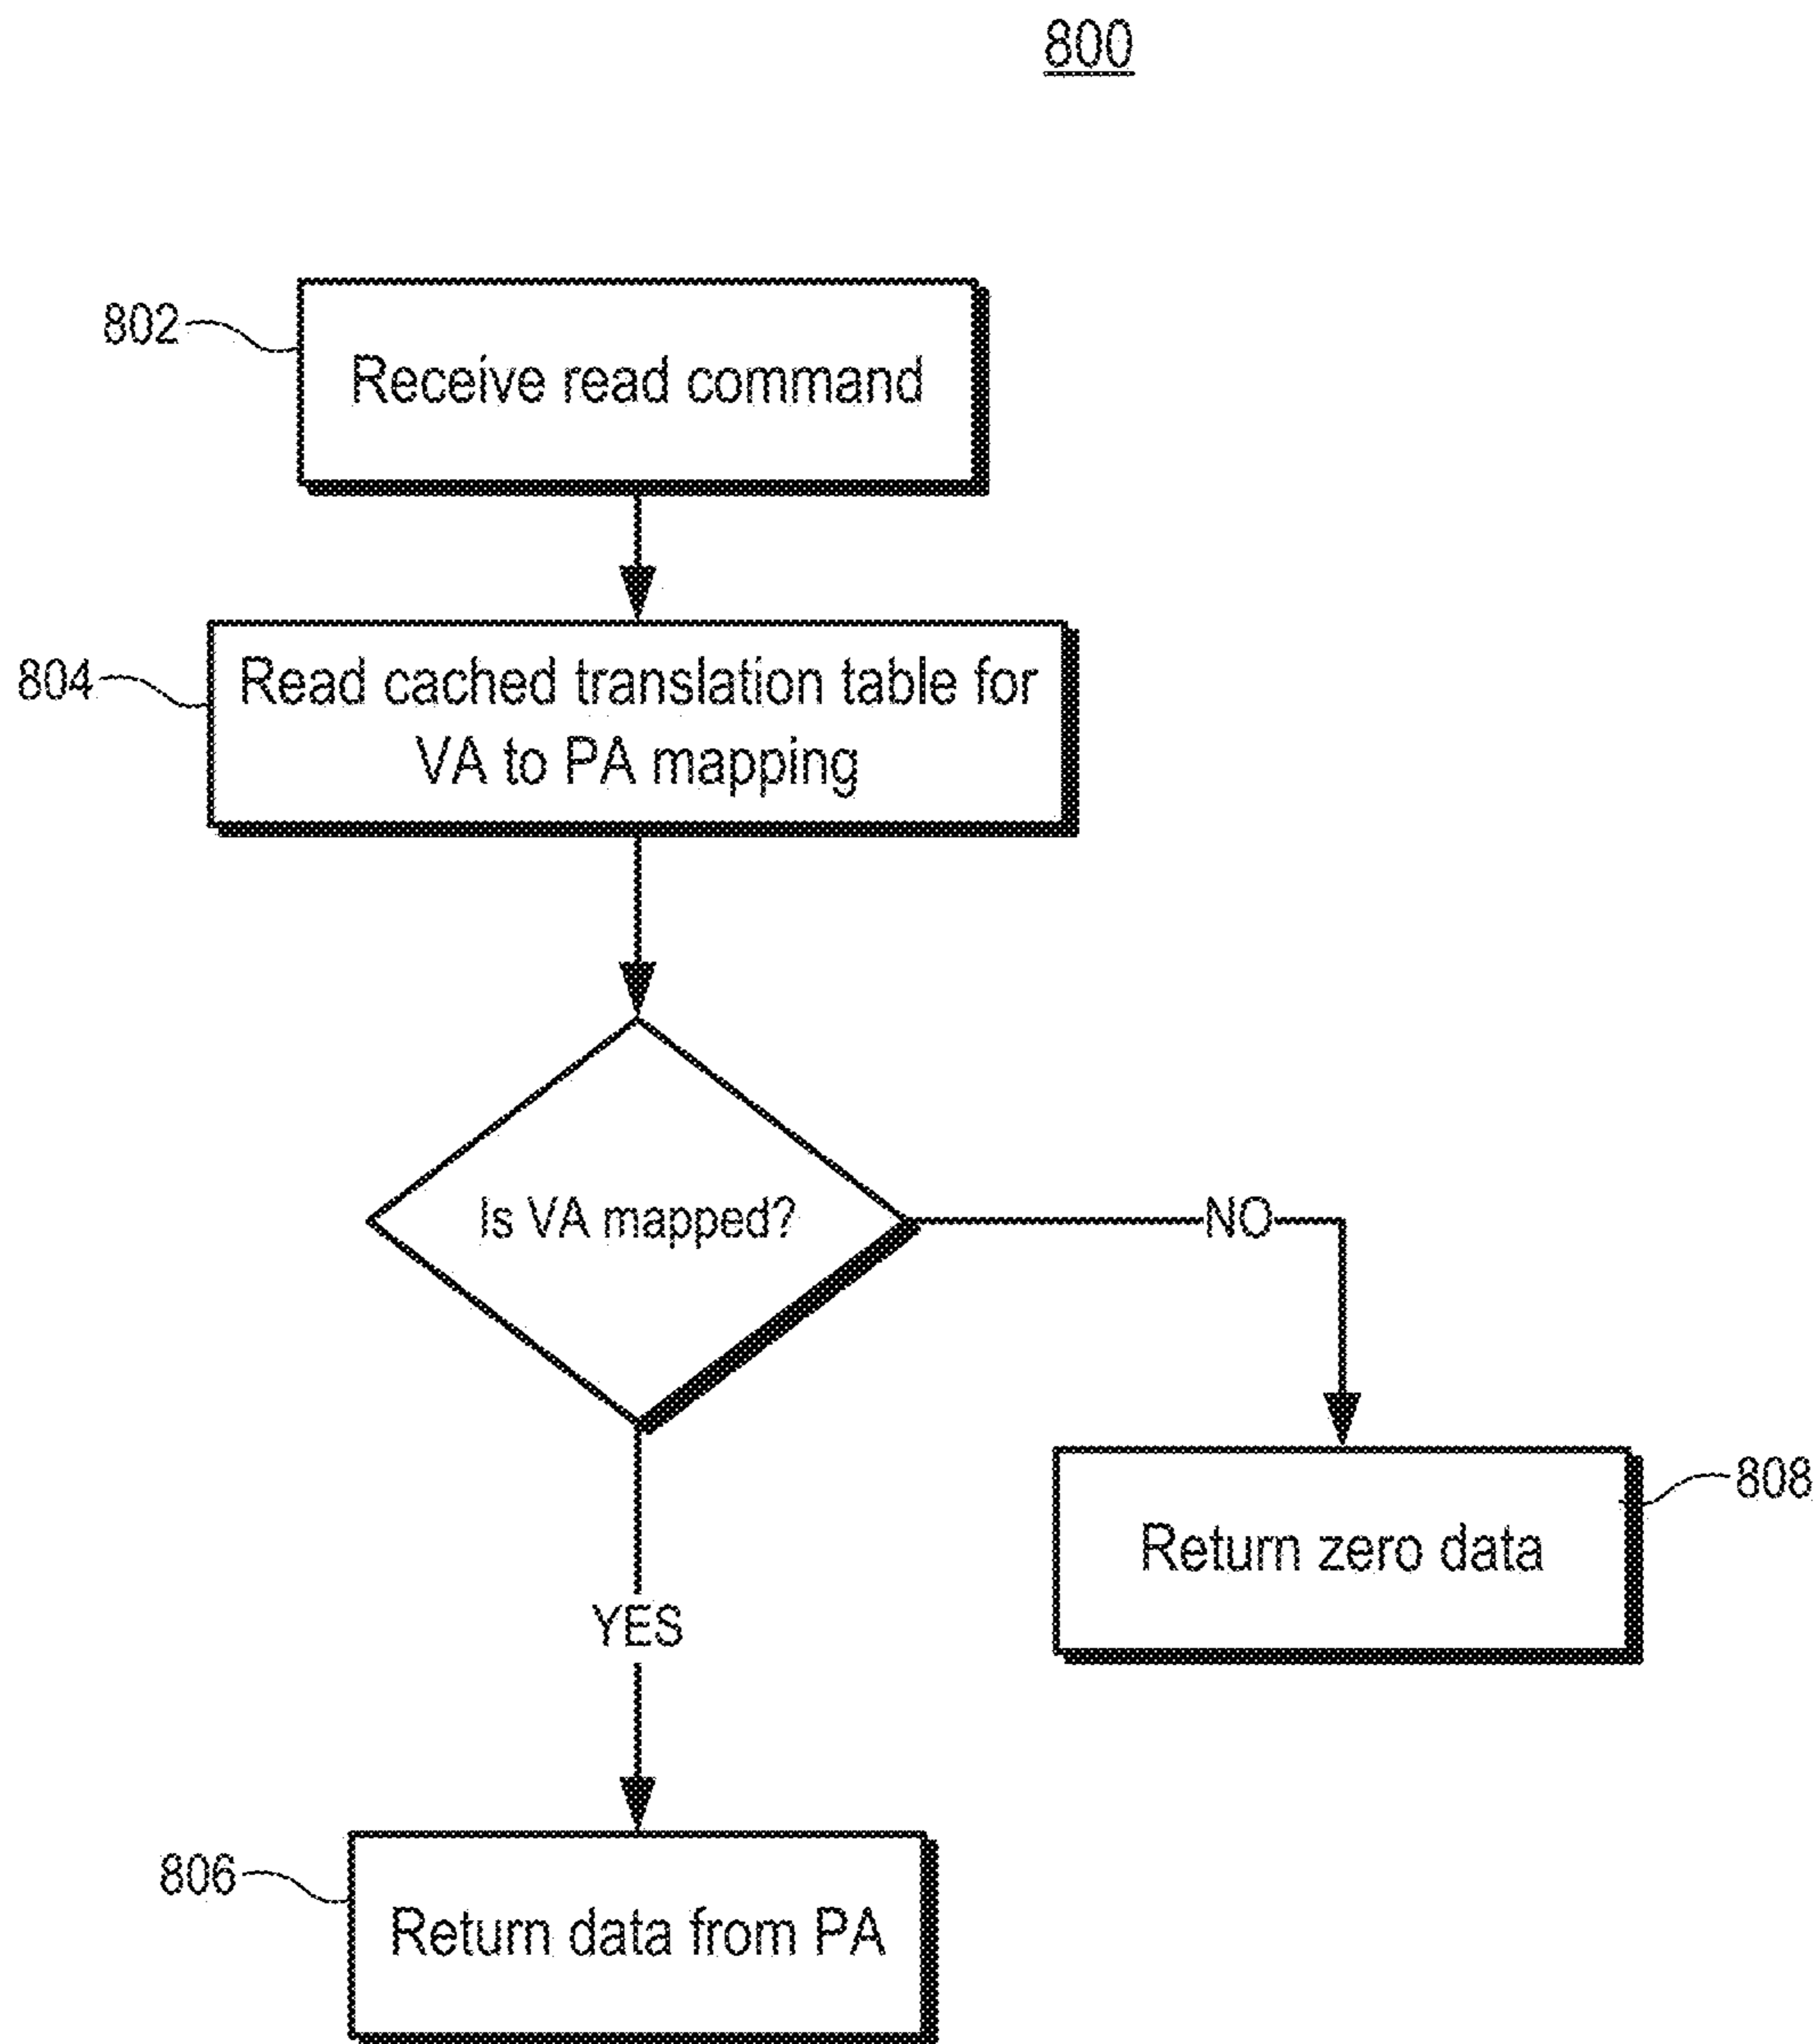 800
802
Receive read command
804
Read cached translation table for
VA to PA mapping
Is VA mapped?
NO
808
Return zero data
YES
806
Return data from PA